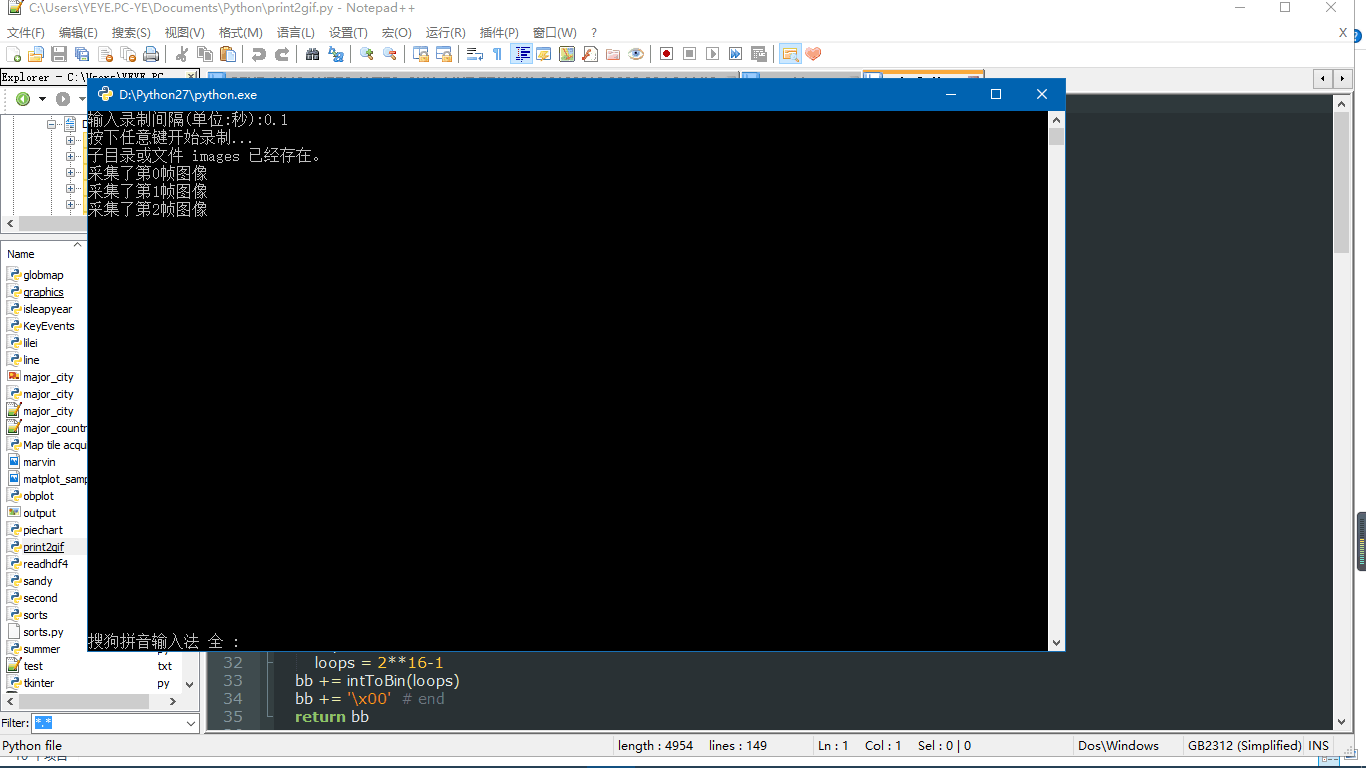 C:\Users\YEYE.PC-YE\Documents\Python\print2gif.py - Notepad++
文件(F) 编辑(E) 搜索(S) 视图(V) 格式(M) 语言(L) 设置(T) 宏(O) 运行(R) 插件(P) 窗口(W) ? X
Explorer - C:\Users\YEYE.PC
D:\Python27\python.exe
输入录制间隔(单位:秒):0.1
按下任意键开始录制...
子目录或文件 images 已经存在。
采集了第0帧图像
采集了第1帧图像
采集了第2帧图像
搜狗拼音输入法 全 :
Name
globmap
graphics
isleapyear
KeyEvents
lilei
line
major_city
major_city
major_city
major_countr
Map tile acqu
marvin
matplot_samp
obplot
output
piechart
print2gif
readhdf4
sandy
second
sorts
sorts.py
summer
test txt
tkinter py
Filter: *.*
32 loops = 2**16-1
33 bb += intToBin(loops)
34 bb += '\x00' # end
35 return bb
Python file length : 4954 lines : 149 Ln : 1 Col : 1 Sel : 0 | 0 Dos\Windows GB2312 (Simplified) INS